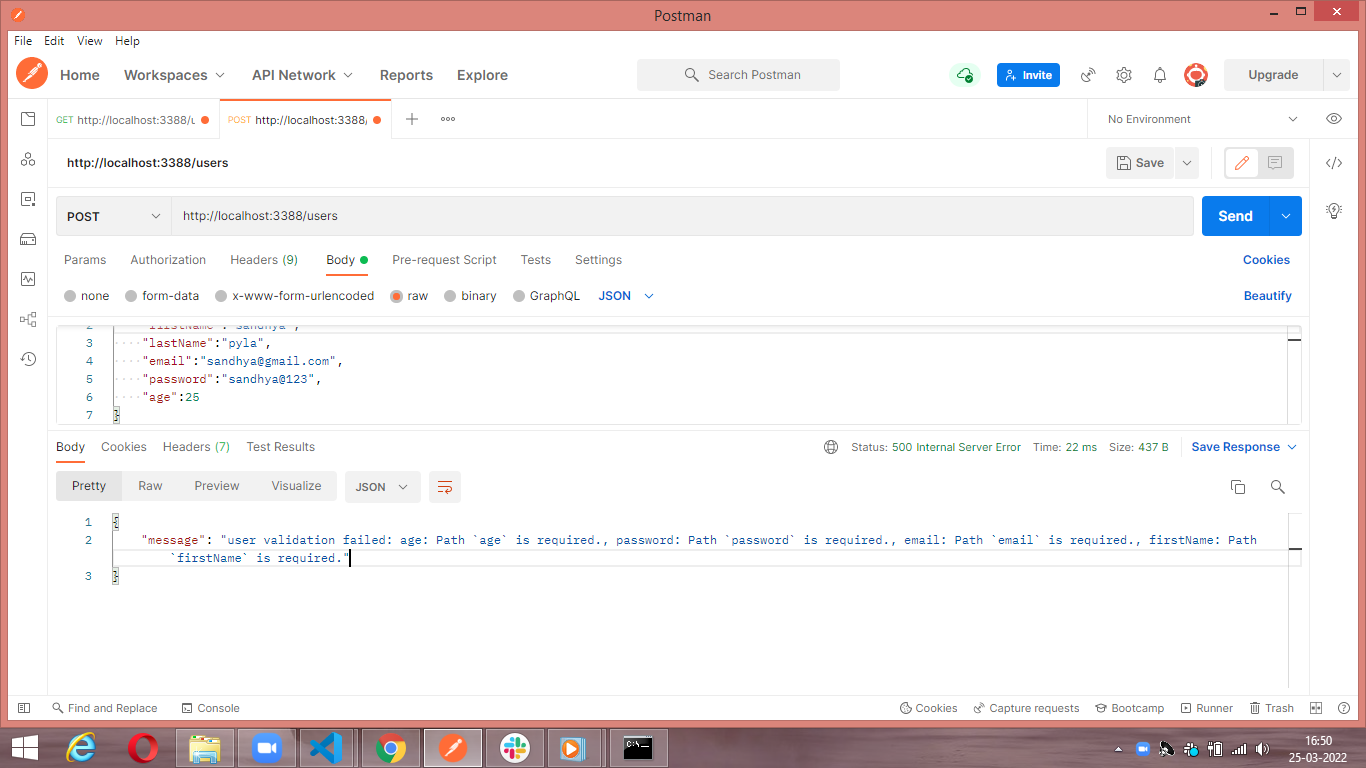 Postman
File Edit View Help
Home Workspaces API Network Reports Explore Search Postman Invite Upgrade
GET http://localhost:3388/u POST http://localhost:3388/ No Environment
http://localhost:3388/users Save
POST http://localhost:3388/users Send
Params Authorization Headers (9) Body Pre-request Script Tests Settings Cookies
none form-data x-www-form-urlencoded raw binary GraphQL JSON Beautify
2 "firstName":"sandhya",
3 "lastName":"pyla",
4 "email":"sandhya@gmail.com",
5 "password":"sandhya@123",
6 "age":25
7 }
Body Cookies Headers (7) Test Results Status: 500 Internal Server Error Time: 22 ms Size: 437 B Save Response
Pretty Raw Preview Visualize JSON
1 {
2 "message": "user validation failed: age: Path `age` is required., password: Path `password` is required., email: Path `email` is required., firstName: Path
`firstName` is required."
3 }
Find and Replace Console Cookies Capture requests Bootcamp Runner Trash
C:\_
16:50
25-03-2022